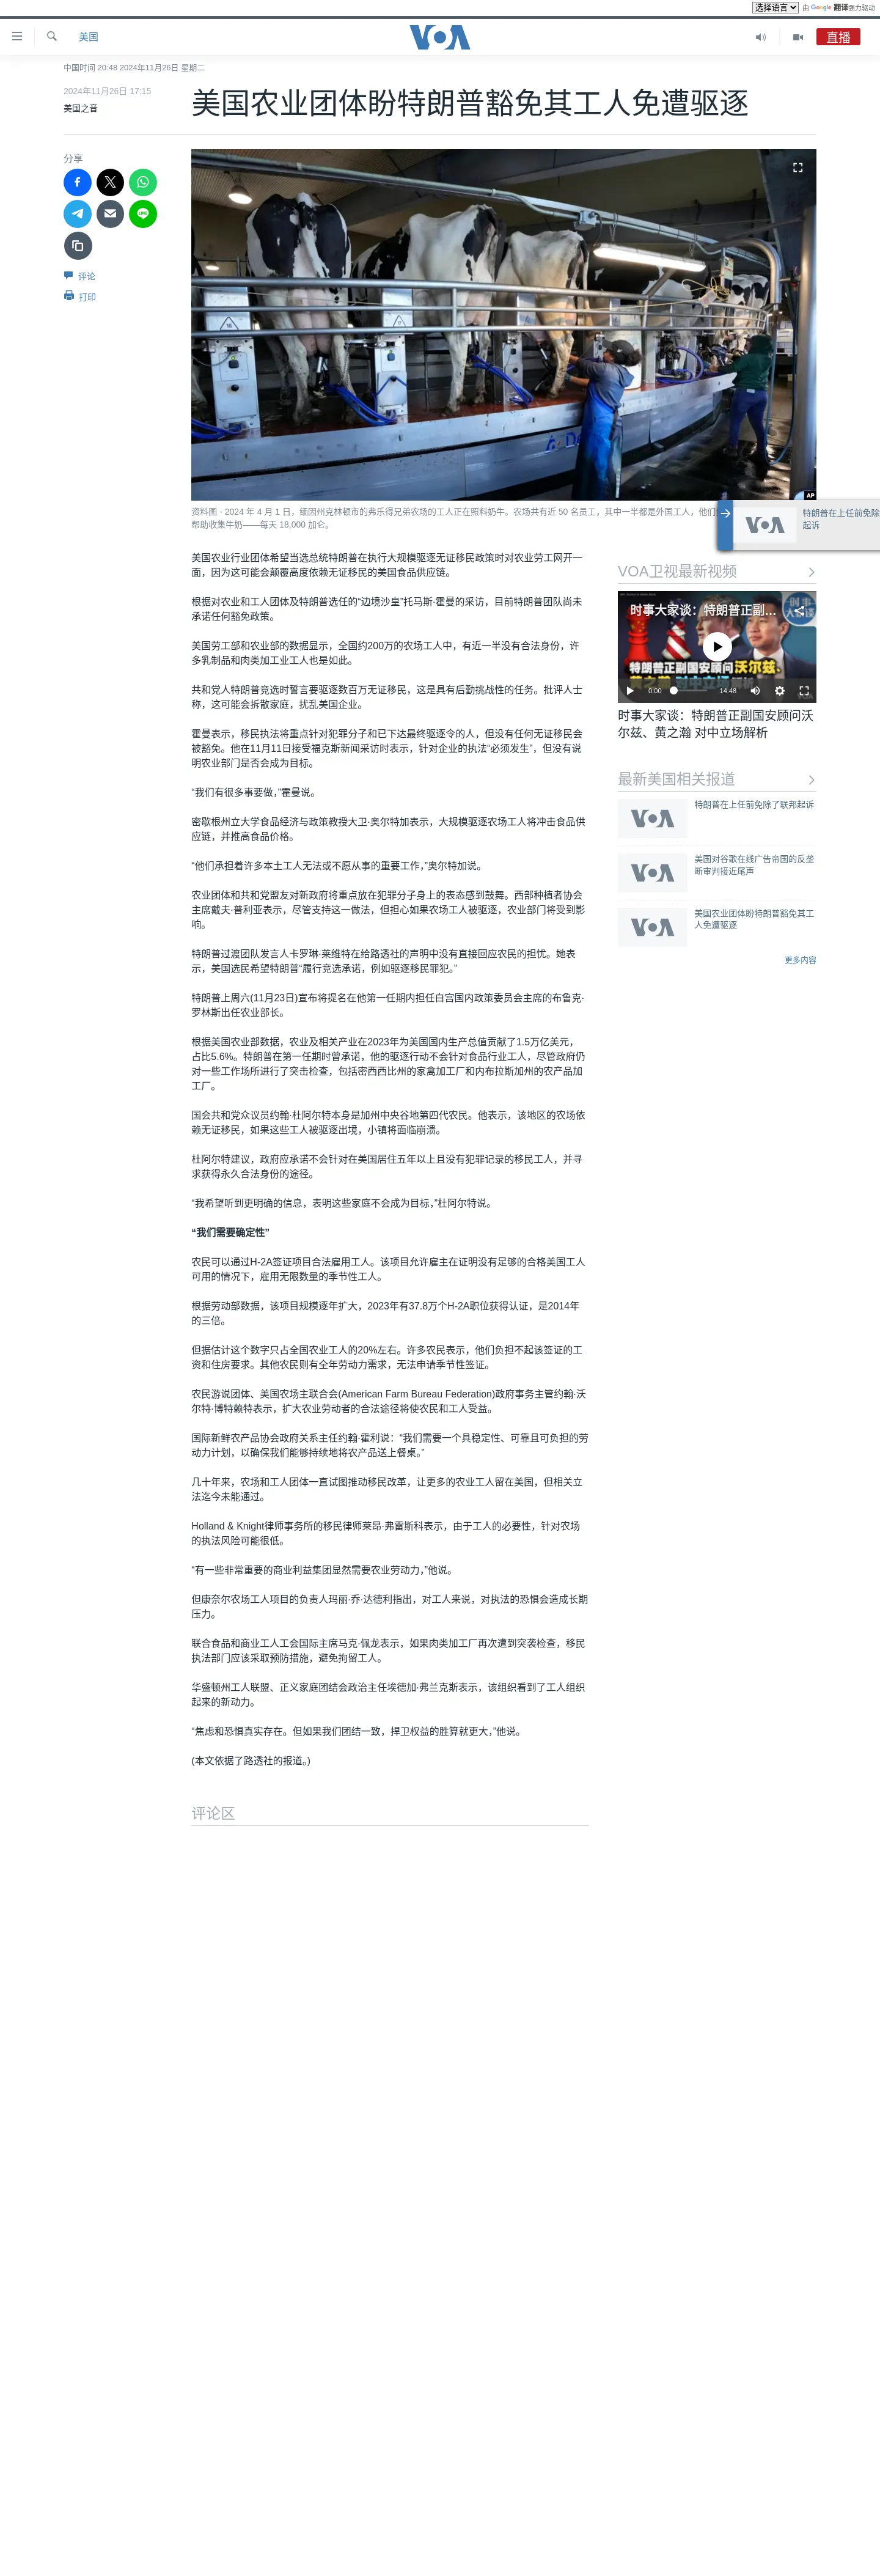 选择语言 由 Google 翻译强力驱动
美国
VOA
直播
中国时间 20:48 2024年11月26日 星期二
2024年11月26日 17:15
美国之音
美国农业团体盼特朗普豁免其工人免遭驱逐
分享
评论
打印
AP
资料图 - 2024 年 4 月 1 日，缅因州克林顿市的弗乐得兄弟农场的工人正在照料奶牛。农场共有近 50 名员工，其中一半都是外国工人，他们
帮助收集牛奶——每天 18,000 加仑。
特朗普在上任前免除
起诉
VOA
美国农业行业团体希望当选总统特朗普在执行大规模驱逐无证移民政策时对农业劳工网开一
面，因为这可能会颠覆高度依赖无证移民的美国食品供应链。
根据对农业和工人团体及特朗普选任的“边境沙皇”托马斯·霍曼的采访，目前特朗普团队尚未
承诺任何豁免政策。
美国劳工部和农业部的数据显示，全国约200万的农场工人中，有近一半没有合法身份，许
多乳制品和肉类加工业工人也是如此。
共和党人特朗普竞选时誓言要驱逐数百万无证移民，这是具有后勤挑战性的任务。批评人士
称，这可能会拆散家庭，扰乱美国企业。
霍曼表示，移民执法将重点针对犯罪分子和已下达最终驱逐令的人，但没有任何无证移民会
被豁免。他在11月11日接受福克斯新闻采访时表示，针对企业的执法“必须发生”，但没有说
明农业部门是否会成为目标。
“我们有很多事要做，”霍曼说。
密歇根州立大学食品经济与政策教授大卫·奥尔特加表示，大规模驱逐农场工人将冲击食品供
应链，并推高食品价格。
“他们承担着许多本土工人无法或不愿从事的重要工作，”奥尔特加说。
农业团体和共和党盟友对新政府将重点放在犯罪分子身上的表态感到鼓舞。西部种植者协会
主席戴夫·普利亚表示，尽管支持这一做法，但担心如果农场工人被驱逐，农业部门将受到影
响。
特朗普过渡团队发言人卡罗琳·莱维特在给路透社的声明中没有直接回应农民的担忧。她表
示，美国选民希望特朗普“履行竞选承诺，例如驱逐移民罪犯。”
特朗普上周六(11月23日)宣布将提名在他第一任期内担任白宫国内政策委员会主席的布鲁克·
罗林斯出任农业部长。
根据美国农业部数据，农业及相关产业在2023年为美国国内生产总值贡献了1.5万亿美元，
占比5.6%。特朗普在第一任期时曾承诺，他的驱逐行动不会针对食品行业工人，尽管政府仍
对一些工作场所进行了突击检查，包括密西西比州的家禽加工厂和内布拉斯加州的农产品加
工厂。
国会共和党众议员约翰·杜阿尔特本身是加州中央谷地第四代农民。他表示，该地区的农场依
赖无证移民，如果这些工人被驱逐出境，小镇将面临崩溃。
杜阿尔特建议，政府应承诺不会针对在美国居住五年以上且没有犯罪记录的移民工人，并寻
求获得永久合法身份的途径。
“我希望听到更明确的信息，表明这些家庭不会成为目标，”杜阿尔特说。
“我们需要确定性”
农民可以通过H-2A签证项目合法雇用工人。该项目允许雇主在证明没有足够的合格美国工人
可用的情况下，雇用无限数量的季节性工人。
根据劳动部数据，该项目规模逐年扩大，2023年有37.8万个H-2A职位获得认证，是2014年
的三倍。
但据估计这个数字只占全国农业工人的20%左右。许多农民表示，他们负担不起该签证的工
资和住房要求。其他农民则有全年劳动力需求，无法申请季节性签证。
农民游说团体、美国农场主联合会(American Farm Bureau Federation)政府事务主管约翰·沃
尔特·博特赖特表示，扩大农业劳动者的合法途径将使农民和工人受益。
国际新鲜农产品协会政府关系主任约翰·霍利说：“我们需要一个具稳定性、可靠且可负担的劳
动力计划，以确保我们能够持续地将农产品送上餐桌。”
几十年来，农场和工人团体一直试图推动移民改革，让更多的农业工人留在美国，但相关立
法迄今未能通过。
Holland & Knight律师事务所的移民律师莱昂·弗雷斯科表示，由于工人的必要性，针对农场
的执法风险可能很低。
“有一些非常重要的商业利益集团显然需要农业劳动力，”他说。
但康奈尔农场工人项目的负责人玛丽·乔·达德利指出，对工人来说，对执法的恐惧会造成长期
压力。
联合食品和商业工人工会国际主席马克·佩龙表示，如果肉类加工厂再次遭到突袭检查，移民
执法部门应该采取预防措施，避免拘留工人。
华盛顿州工人联盟、正义家庭团结会政治主任埃德加·弗兰克斯表示，该组织看到了工人组织
起来的新动力。
“焦虑和恐惧真实存在。但如果我们团结一致，捍卫权益的胜算就更大，”他说。
(本文依据了路透社的报道。)
评论区
VOA卫视最新视频
时事大家谈：特朗普正副...
特朗普正副国安顾问沃尔兹、
黄之瀚 对中立场解析
0:00 14:48
时事大家谈：特朗普正副国安顾问沃
尔兹、黄之瀚 对中立场解析
最新美国相关报道
VOA
特朗普在上任前免除了联邦起诉
VOA
美国对谷歌在线广告帝国的反垄
断审判接近尾声
VOA
美国农业团体盼特朗普豁免其工
人免遭驱逐
更多内容